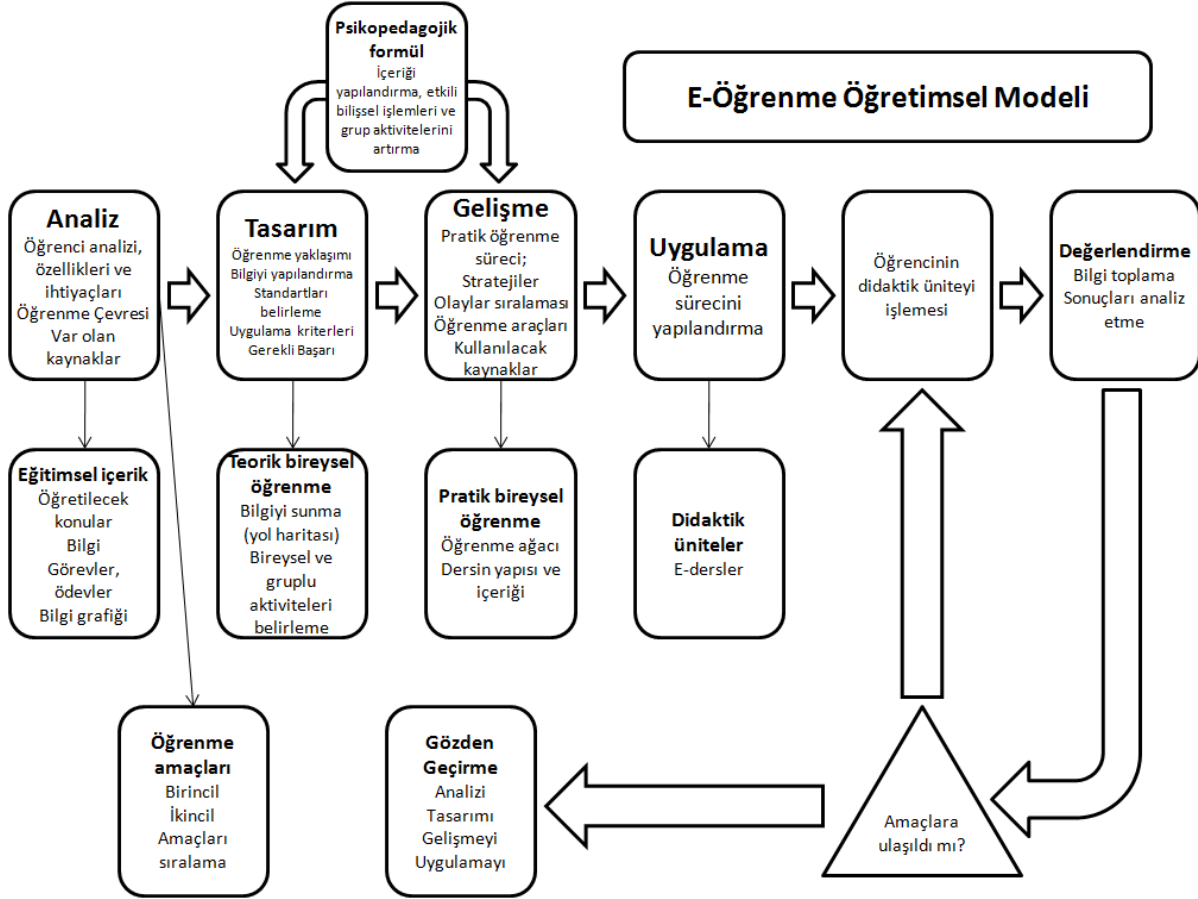 Psikopedagojik
formül
İçeriği
yapılandırma, etkili
bilişsel işlemleri ve
grup aktivitelerini
artırma
E-Öğrenme Öğretimsel Modeli
Analiz
Öğrenci analizi,
özellikleri ve
ihtiyaçları
Öğrenme Çevresi
Var olan
kaynaklar
Tasarım
Öğrenme yaklaşımı
Bilgiyi yapılandırma
Standartları
belirleme
Uygulama kriterleri
Gerekli Başarı
Gelişme
Pratik öğrenme
süreci;
Stratejiler
Olaylar sıralaması
Öğrenme araçları
Kullanılacak
kaynaklar
Uygulama
Öğrenme
sürecini
yapılandırma
Öğrencinin
didaktik üniteyi
işlemesi
Değerlendirme
Bilgi toplama
Sonuçları analiz
etme
Eğitimsel içerik
Öğretilecek
konular
Bilgi
Görevler,
ödevler
Bilgi grafiği
Teorik bireysel
öğrenme
Bilgiyi sunma
(yol haritası)
Bireysel ve
gruplu
aktiviteleri
belirleme
Pratik bireysel
öğrenme
Öğrenme ağacı
Dersin yapısı ve
içeriği
Didaktik
üniteler
E-dersler
Öğrenme
amaçları
Birincil
İkincil
Amaçları
sıralama
Gözden
Geçirme
Analizi
Tasarımı
Gelişmeyi
Uygulamayı
Amaçlara
ulaşıldı mı?